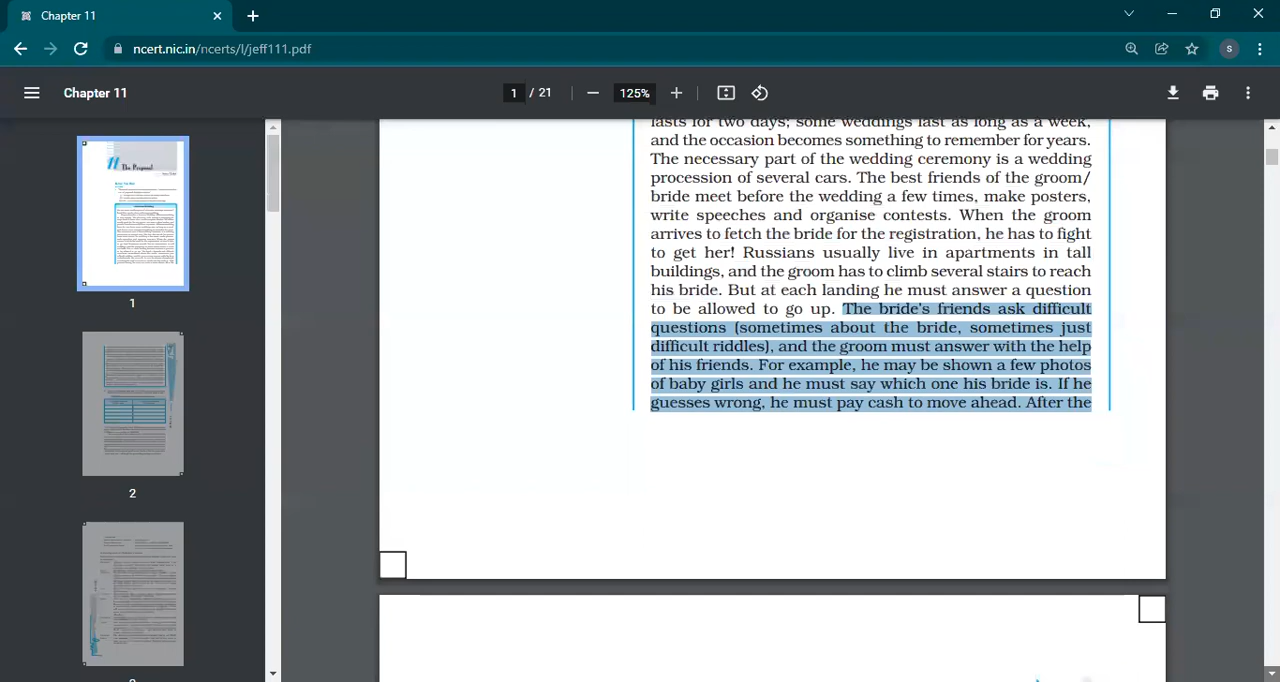 Chapter 11
ncert.nic.in/ncerts/l/jeff111.pdf
S
Chapter 11
1 / 21
125%
11 The Proposal
1
2
lasts for two days; some weddings last as long as a week,
and the occasion becomes something to remember for years.
The necessary part of the wedding ceremony is a wedding
procession of several cars. The best friends of the groom/
bride meet before the wedding a few times, make posters,
write speeches and organise contests. When the groom
arrives to fetch the bride for the registration, he has to fight
to get her! Russians usually live in apartments in tall
buildings, and the groom has to climb several stairs to reach
his bride. But at each landing he must answer a question
to be allowed to go up. The bride's friends ask difficult
questions (sometimes about the bride, sometimes just
difficult riddles), and the groom must answer with the help
of his friends. For example, he may be shown a few photos
of baby girls and he must say which one his bride is. If he
guesses wrong, he must pay cash to move ahead. After the